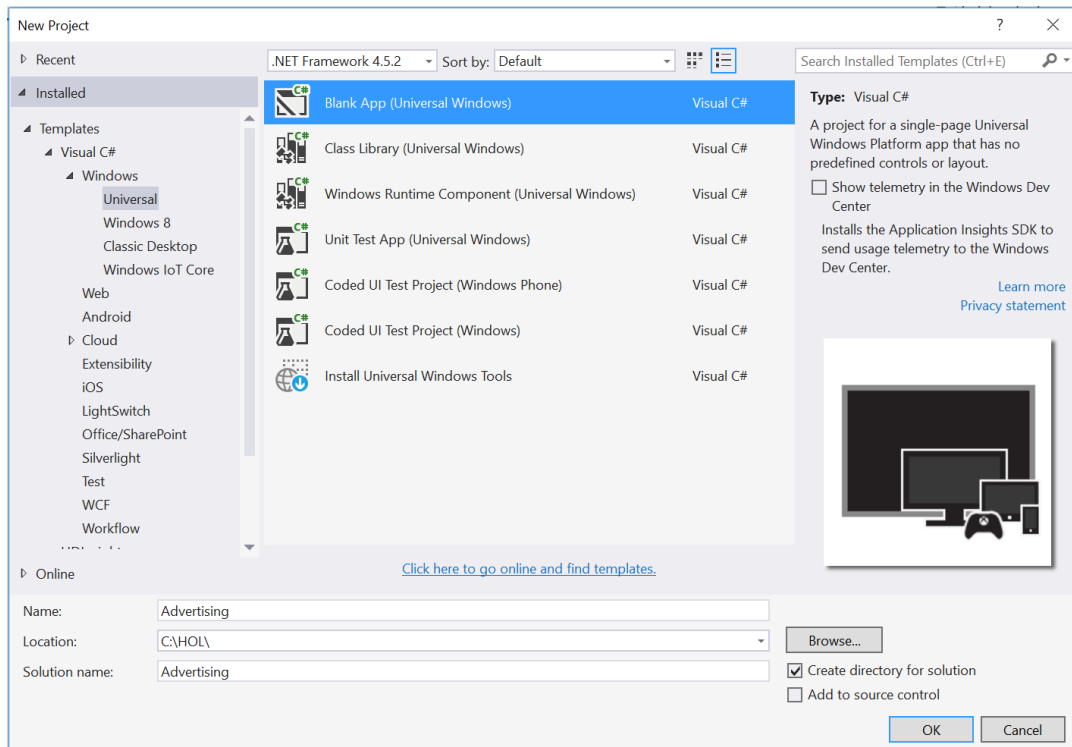 New Project
?
Recent
.NET Framework 4.5.2
Sort by:
Default
Search Installed Templates (Ctrl+E)
Installed
Templates
Visual C#
Windows
Universal
Windows 8
Classic Desktop
Windows IoT Core
Web
Android
Cloud
Extensibility
iOS
LightSwitch
Office/SharePoint
Silverlight
Test
WCF
Workflow
Online
C# Blank App (Universal Windows) Visual C#
C# Class Library (Universal Windows) Visual C#
C# Windows Runtime Component (Universal Windows) Visual C#
C# Unit Test App (Universal Windows) Visual C#
C# Coded UI Test Project (Windows Phone) Visual C#
C# Coded UI Test Project (Windows) Visual C#
Install Universal Windows Tools Visual C#
Click here to go online and find templates.
Type: Visual C#
A project for a single-page Universal
Windows Platform app that has no
predefined controls or layout.
Show telemetry in the Windows Dev
Center
Installs the Application Insights SDK to
send usage telemetry to the Windows
Dev Center.
Learn more
Privacy statement
Name: Advertising
Location: C:\HOL\
Browse...
Solution name: Advertising
Create directory for solution
Add to source control
OK
Cancel